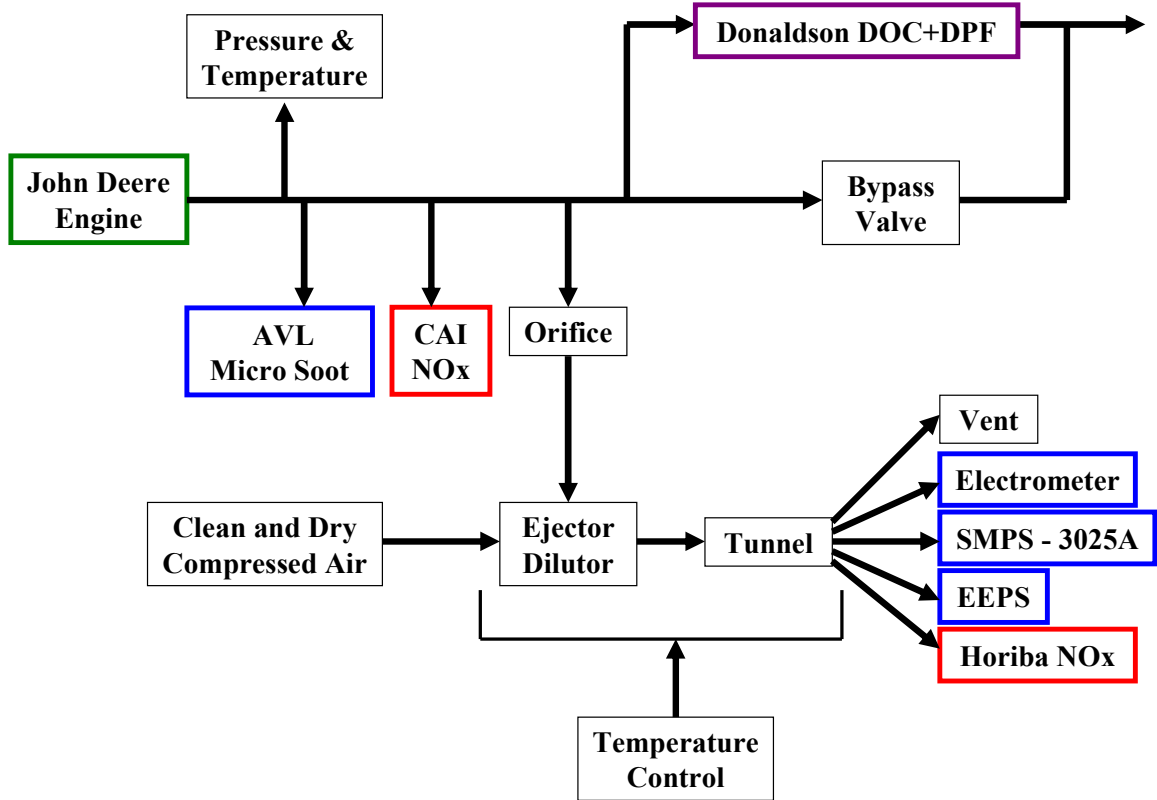 Pressure &
Temperature
Donaldson DOC+DPF
John Deere
Engine
Bypass
Valve
AVL
Micro Soot
CAI
NOx
Orifice
Vent
Electrometer
Clean and Dry
Compressed Air
Ejector
Dilutor
Tunnel
SMPS - 3025A
EEPS
Horiba NOx
Temperature
Control